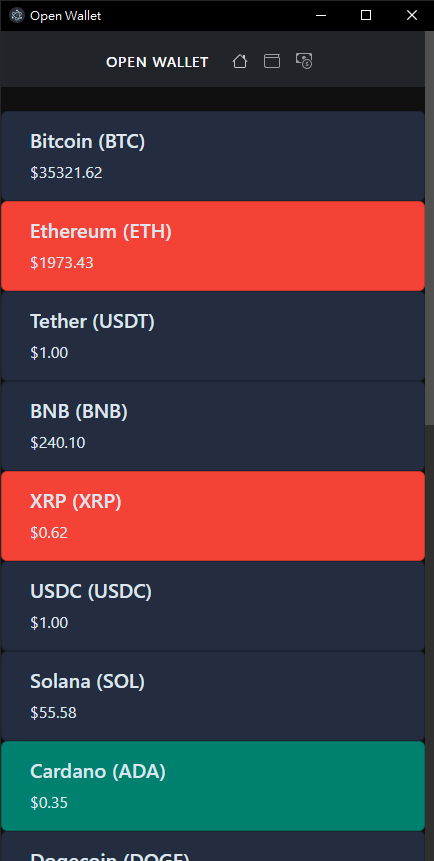 Open Wallet
OPEN WALLET
Bitcoin (BTC)
$35321.62
Ethereum (ETH)
$1973.43
Tether (USDT)
$1.00
BNB (BNB)
$240.10
XRP (XRP)
$0.62
USDC (USDC)
$1.00
Solana (SOL)
$55.58
Cardano (ADA)
$0.35
Dogecoin (DOGE)